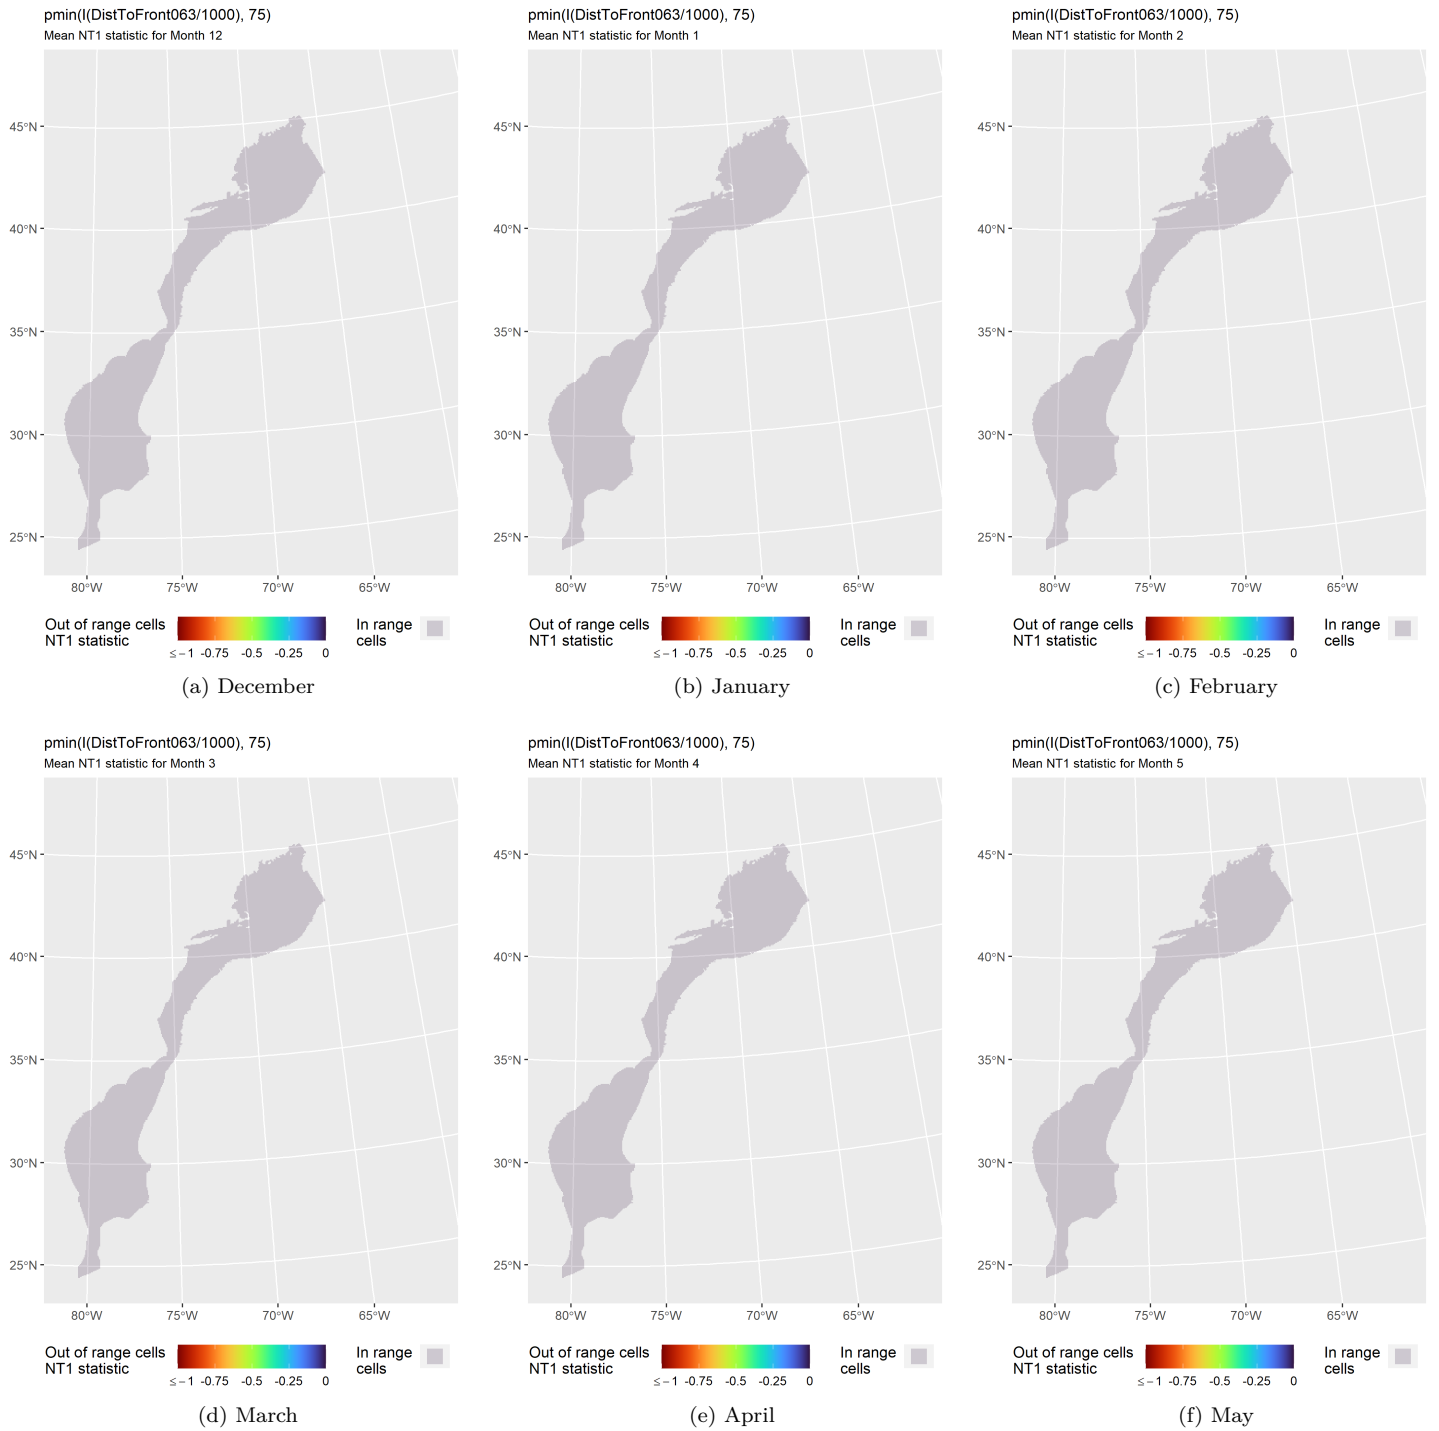 pmin(I(DistToFront063/1000), 75)
Mean NT1 statistic for Month 12
45°N
40°N
35°N
30°N
25°N
80°W 75°W 70°W 65°W
Out of range cells
NT1 statistic
≤ − 1 -0.75 -0.5 -0.25 0
In range
cells
(a) December
pmin(I(DistToFront063/1000), 75)
Mean NT1 statistic for Month 1
45°N
40°N
35°N
30°N
25°N
80°W 75°W 70°W 65°W
Out of range cells
NT1 statistic
≤ − 1 -0.75 -0.5 -0.25 0
In range
cells
(b) January
pmin(I(DistToFront063/1000), 75)
Mean NT1 statistic for Month 2
45°N
40°N
35°N
30°N
25°N
80°W 75°W 70°W 65°W
Out of range cells
NT1 statistic
≤ − 1 -0.75 -0.5 -0.25 0
In range
cells
(c) February
pmin(I(DistToFront063/1000), 75)
Mean NT1 statistic for Month 3
45°N
40°N
35°N
30°N
25°N
80°W 75°W 70°W 65°W
Out of range cells
NT1 statistic
≤ − 1 -0.75 -0.5 -0.25 0
In range
cells
(d) March
pmin(I(DistToFront063/1000), 75)
Mean NT1 statistic for Month 4
45°N
40°N
35°N
30°N
25°N
80°W 75°W 70°W 65°W
Out of range cells
NT1 statistic
≤ − 1 -0.75 -0.5 -0.25 0
In range
cells
(e) April
pmin(I(DistToFront063/1000), 75)
Mean NT1 statistic for Month 5
45°N
40°N
35°N
30°N
25°N
80°W 75°W 70°W 65°W
Out of range cells
NT1 statistic
≤ − 1 -0.75 -0.5 -0.25 0
In range
cells
(f) May